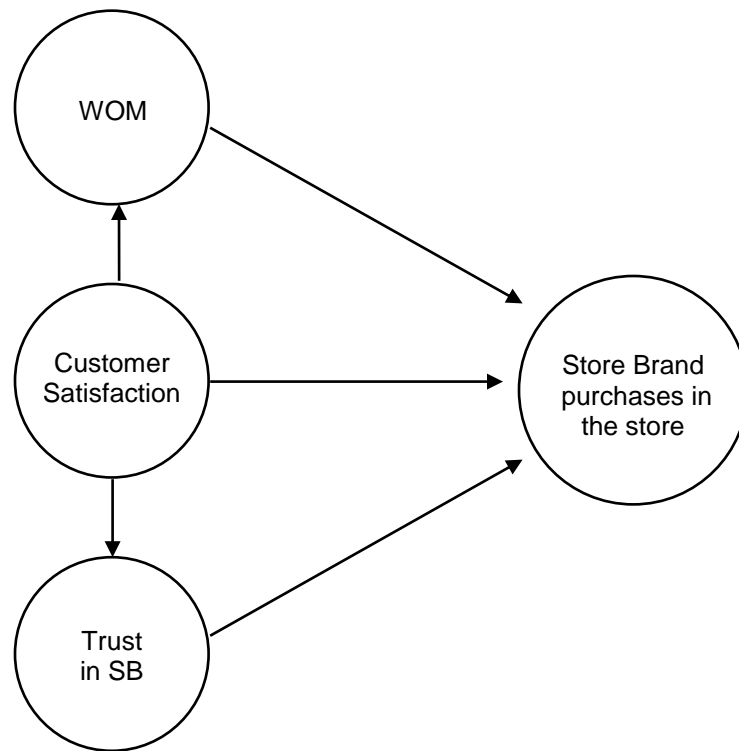 WOM
Customer
Satisfaction
Store Brand
purchases in
the store
Trust
in SB